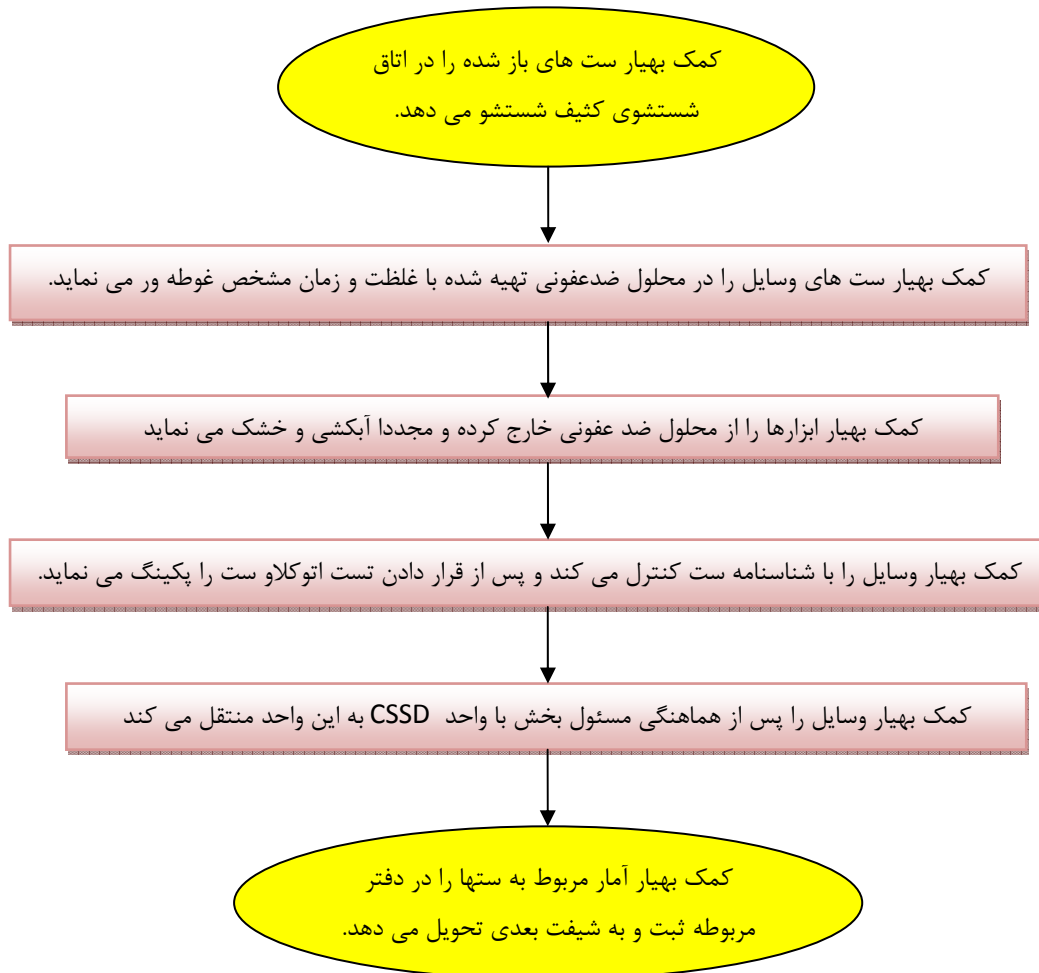 کمک بهیار ست های باز شده را در اتاق
شستشوی کثیف شستشو می دهد.
کمک بهیار ست های وسایل را در محلول ضدعفونی تهیه شده با غلظت و زمان مشخص غوطه ور می نماید.
کمک بهیار ابزارها را از محلول ضد عفونی خارج کرده و مجددا آبکشی و خشک می نماید
کمک بهیار وسایل را با شناسنامه ست کنترل می کند و پس از قرار دادن تست اتوکلاو ست را پکینگ می نماید.
کمک بهیار وسایل را پس از هماهنگی مسئول بخش با واحد CSSD به این واحد منتقل می کند
کمک بهیار آمار مربوط به ستها را در دفتر
مربوطه ثبت و به شیفت بعدی تحویل می دهد.